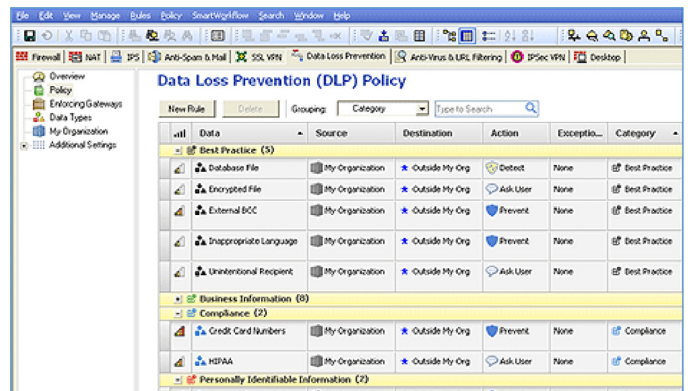 File Edit View Manage Rules Policy SmartWorkflow Search Window Help
Firewall NAT IPS Anti-Spam & Mail SSL VPN Data Loss Prevention Anti-Virus & URL Filtering IPSec VPN Desktop
Overview
Policy
Enforcing Gateways
Data Types
My Organization
Additional Settings
Data Loss Prevention (DLP) Policy
New Rule Delete Grouping: Category Type to Search
Data Source Destination Action Exceptio... Category
Best Practice (5)
Database File My Organization Outside My Org Detect None Best Practice
Encrypted File My Organization Outside My Org Ask User None Best Practice
External BCC My Organization Outside My Org Prevent None Best Practice
Inappropriate Language My Organization Outside My Org Prevent None Best Practice
Unintentional Recipient My Organization Outside My Org Ask User None Best Practice
Business Information (8)
Compliance (2)
Credit Card Numbers My Organization Outside My Org Prevent None Compliance
HIPAA My Organization Outside My Org Ask User None Compliance
Personally Identifiable Information (2)